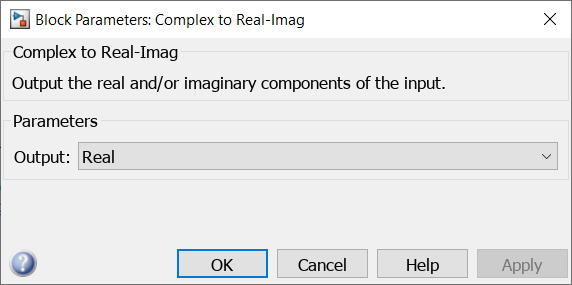 Block Parameters: Complex to Real-Imag
Complex to Real-Imag
Output the real and/or imaginary components of the input.
Parameters
Output: Real
OK Cancel Help Apply